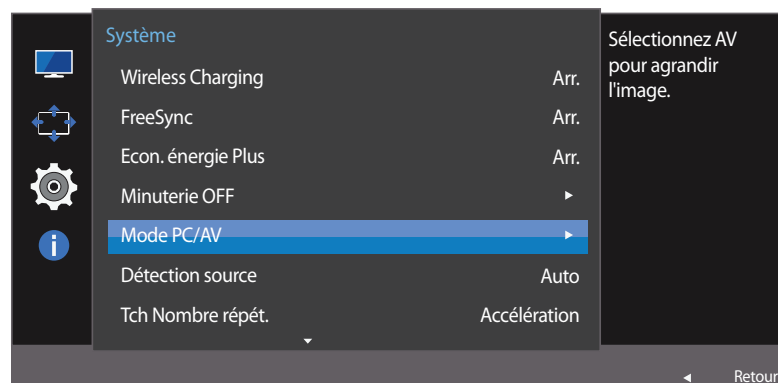 Système
Wireless Charging Arr.
FreeSync Arr.
Econ. énergie Plus Arr.
Minuterie OFF
Mode PC/AV
Détection source Auto
Tch Nombre répét. Accélération
Sélectionnez AV
pour agrandir
l'image.
Retour